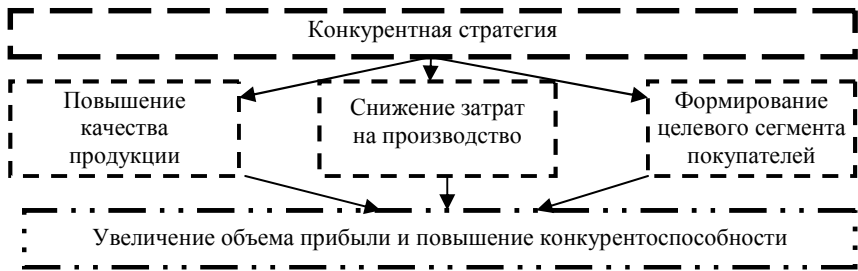 Конкурентная стратегия
Повышение
качества
продукции
Снижение затрат
на производство
Формирование
целевого сегмента
покупателей
Увеличение объема прибыли и повышение конкурентоспособности